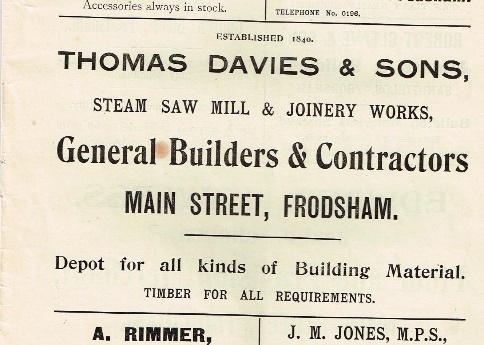 Accessories always in stock.
TELEPHONE No. 0196.
ESTABLISHED 1840.
THOMAS DAVIES & SONS,
STEAM SAW MILL & JOINERY WORKS,
General Builders & Contractors
MAIN STREET, FRODSHAM.
Depot for all kinds of Building Material.
TIMBER FOR ALL REQUIREMENTS.
A. RIMMER,
J. M. JONES, M.P.S.,